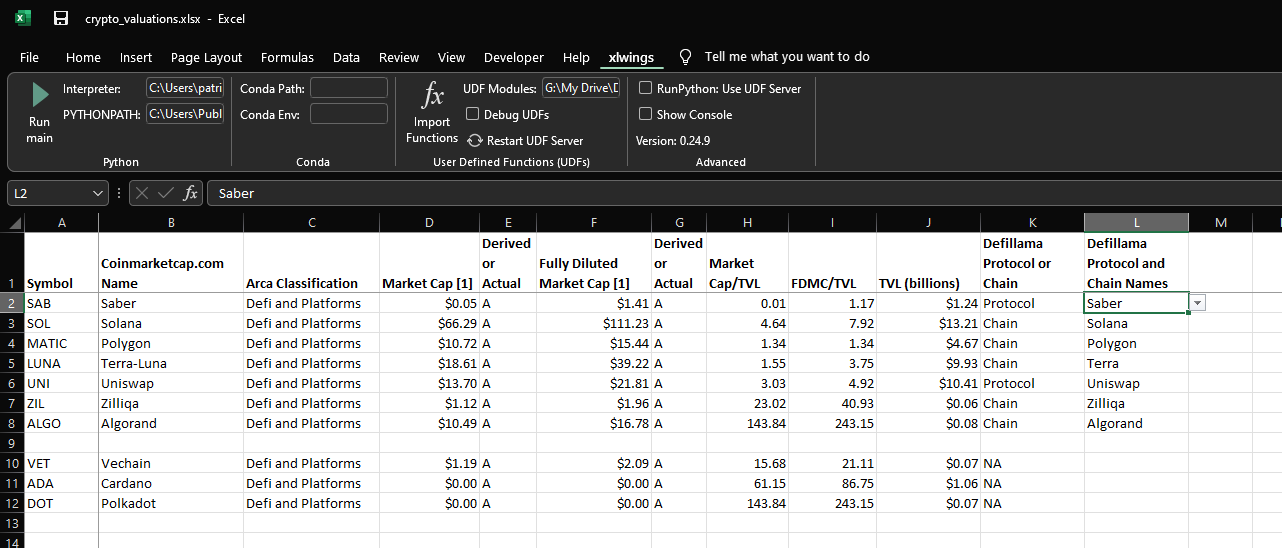 crypto_valuations.xlsx - Excel
File Home Insert Page Layout Formulas Data Review View Developer Help xlwings Tell me what you want to do
Run main
Interpreter: C:\Users\patri
PYTHONPATH: C:\Users\Publ
Python
Conda Path:
Conda Env:
Conda
fx
Import Functions
UDF Modules: G:\My Drive\D
Debug UDFs
Restart UDF Server
User Defined Functions (UDFs)
RunPython: Use UDF Server
Show Console
Version: 0.24.9
Advanced
L2 fx Saber
A B C D E F G H I J K L M
1 Symbol Coinmarketcap.com Name Arca Classification Market Cap [1] Derived or Actual Fully Diluted Market Cap [1] Derived or Actual Market Cap/TVL FDMC/TVL TVL (billions) Defillama Protocol or Chain Defillama Protocol and Chain Names
2 SAB Saber Defi and Platforms $0.05 A $1.41 A 0.01 1.17 $1.24 Protocol Saber
3 SOL Solana Defi and Platforms $66.29 A $111.23 A 4.64 7.92 $13.21 Chain Solana
4 MATIC Polygon Defi and Platforms $10.72 A $15.44 A 1.34 1.34 $4.67 Chain Polygon
5 LUNA Terra-Luna Defi and Platforms $18.61 A $39.22 A 1.55 3.75 $9.93 Chain Terra
6 UNI Uniswap Defi and Platforms $13.70 A $21.81 A 3.03 4.92 $10.41 Protocol Uniswap
7 ZIL Zilliqa Defi and Platforms $1.12 A $1.96 A 23.02 40.93 $0.06 Chain Zilliqa
8 ALGO Algorand Defi and Platforms $10.49 A $16.78 A 143.84 243.15 $0.08 Chain Algorand
9
10 VET Vechain Defi and Platforms $1.19 A $2.09 A 15.68 21.11 $0.07 NA
11 ADA Cardano Defi and Platforms $0.00 A $0.00 A 61.15 86.75 $1.06 NA
12 DOT Polkadot Defi and Platforms $0.00 A $0.00 A 143.84 243.15 $0.07 NA
13
14